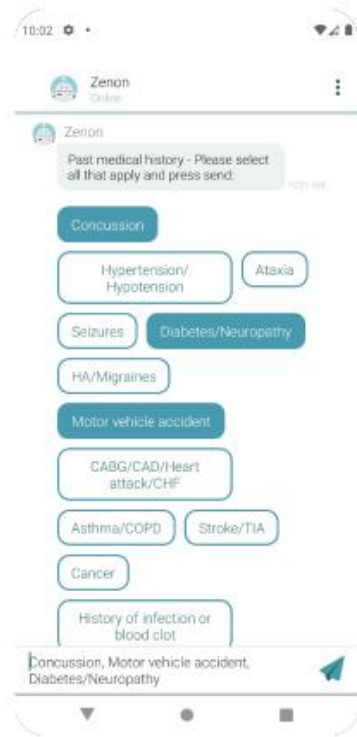 10:02
Zenon
Online
Zenon
Past medical history - Please select
all that apply and press send:
Concussion
Hypertension/
Hypotension
Ataxia
Seizures
Diabetes/Neuropathy
HA/Migraines
Motor vehicle accident
CABG/CAD/Heart
attack/CHF
Asthma/COPD
Stroke/TIA
Cancer
History of infection or
blood clot
Concussion, Motor vehicle accident,
Diabetes/Neuropathy